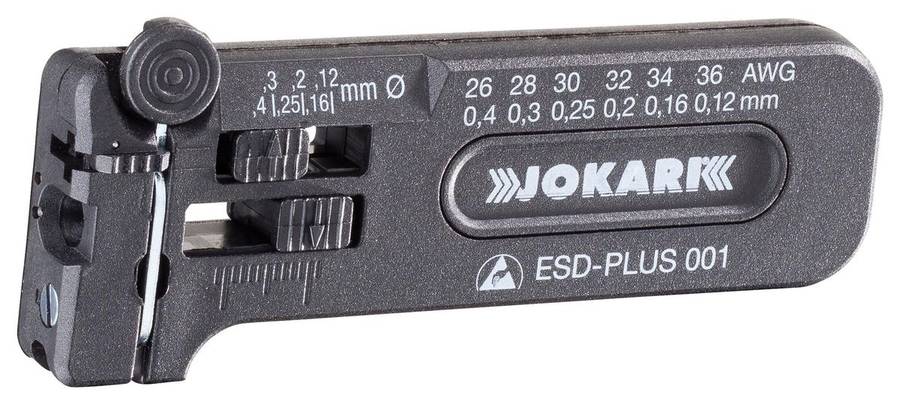 ,3 ,2 ,12
,4 ,25 ,16 mm Ø
26 28 30 32 34 36 AWG
0,4 0,3 0,25 0,2 0,16 0,12 mm
JOKARI
ESD-PLUS 001